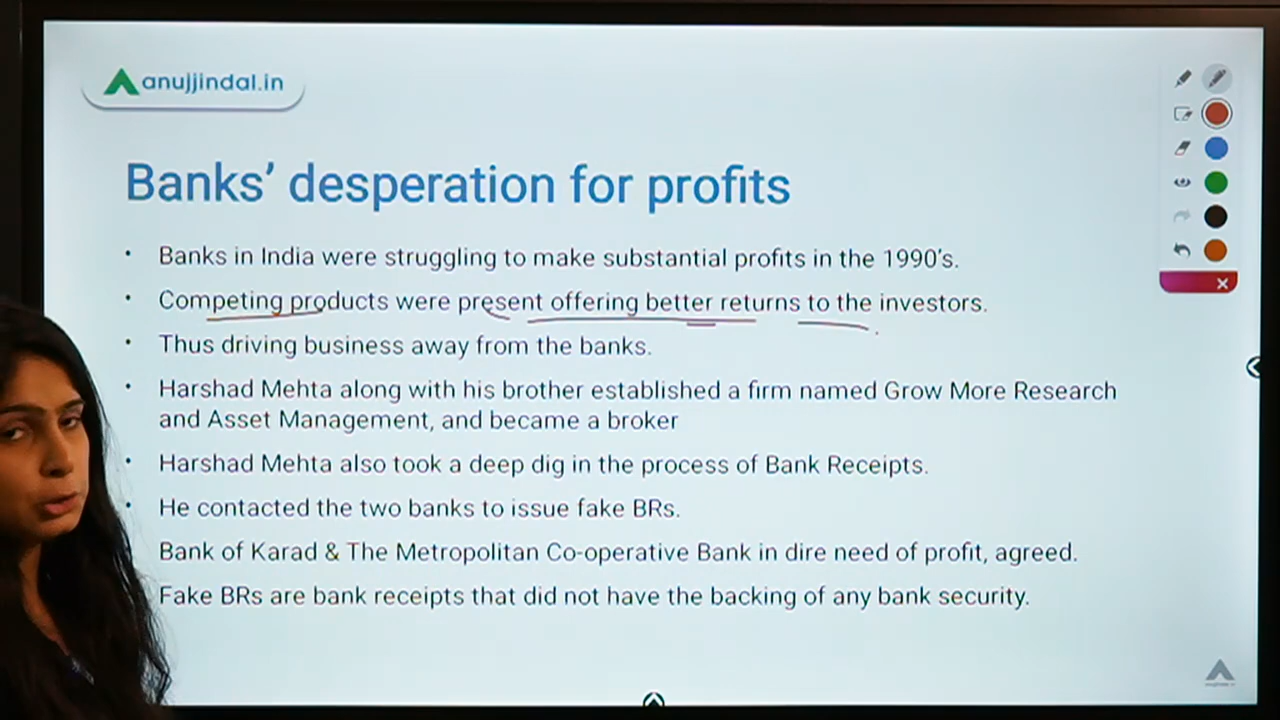 anujjindal.in
Banks’ desperation for profits
• Banks in India were struggling to make substantial profits in the 1990’s.
• Competing products were present offering better returns to the investors.
• Thus driving business away from the banks.
• Harshad Mehta along with his brother established a firm named Grow More Research
and Asset Management, and became a broker
• Harshad Mehta also took a deep dig in the process of Bank Receipts.
• He contacted the two banks to issue fake BRs.
Bank of Karad & The Metropolitan Co-operative Bank in dire need of profit, agreed.
Fake BRs are bank receipts that did not have the backing of any bank security.